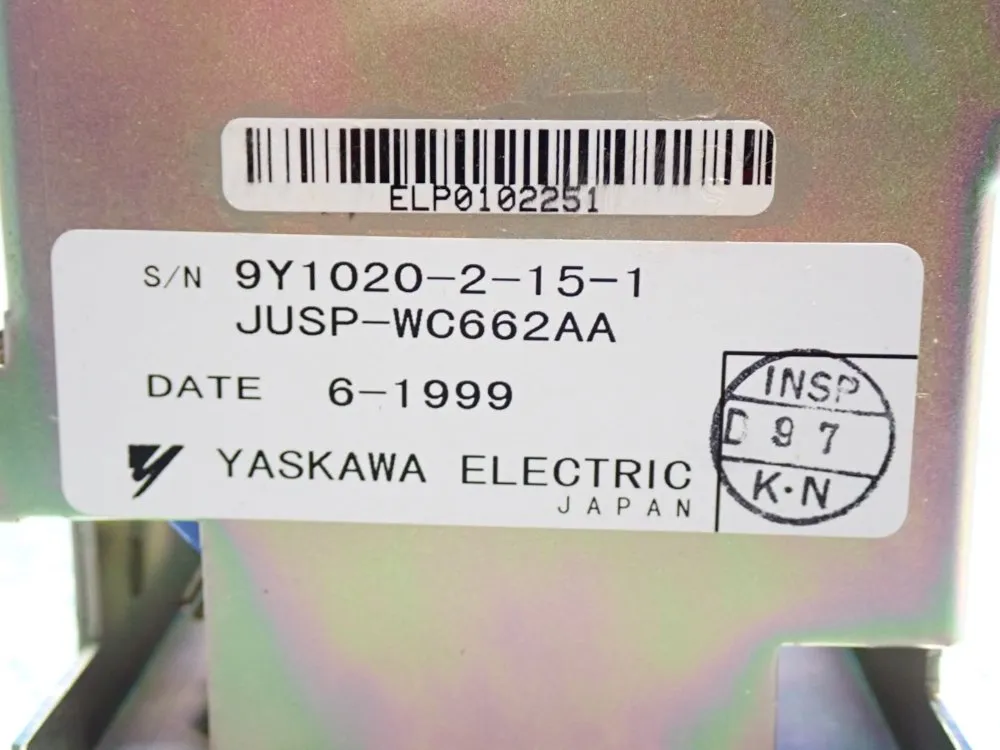 ELP0102251
S/N 9Y1020-2-15-1
JUSP-WC662AA
DATE 6-1999
YASKAWA ELECTRIC
JAPAN
INSP
D 9 7
K·N